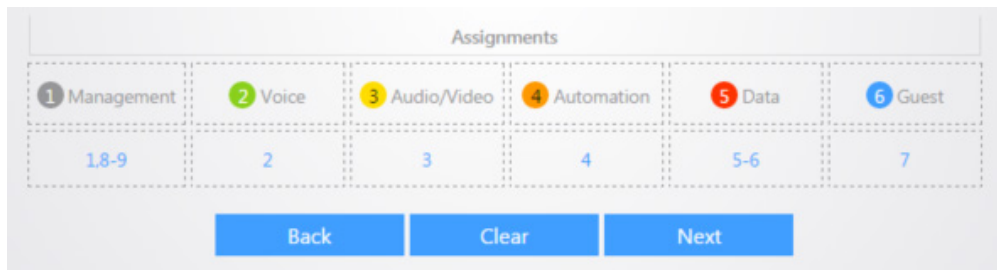 Assignments
1 Management 2 Voice 3 Audio/Video 4 Automation 5 Data 6 Guest
1,8-9 2 3 4 5-6 7
Back Clear Next